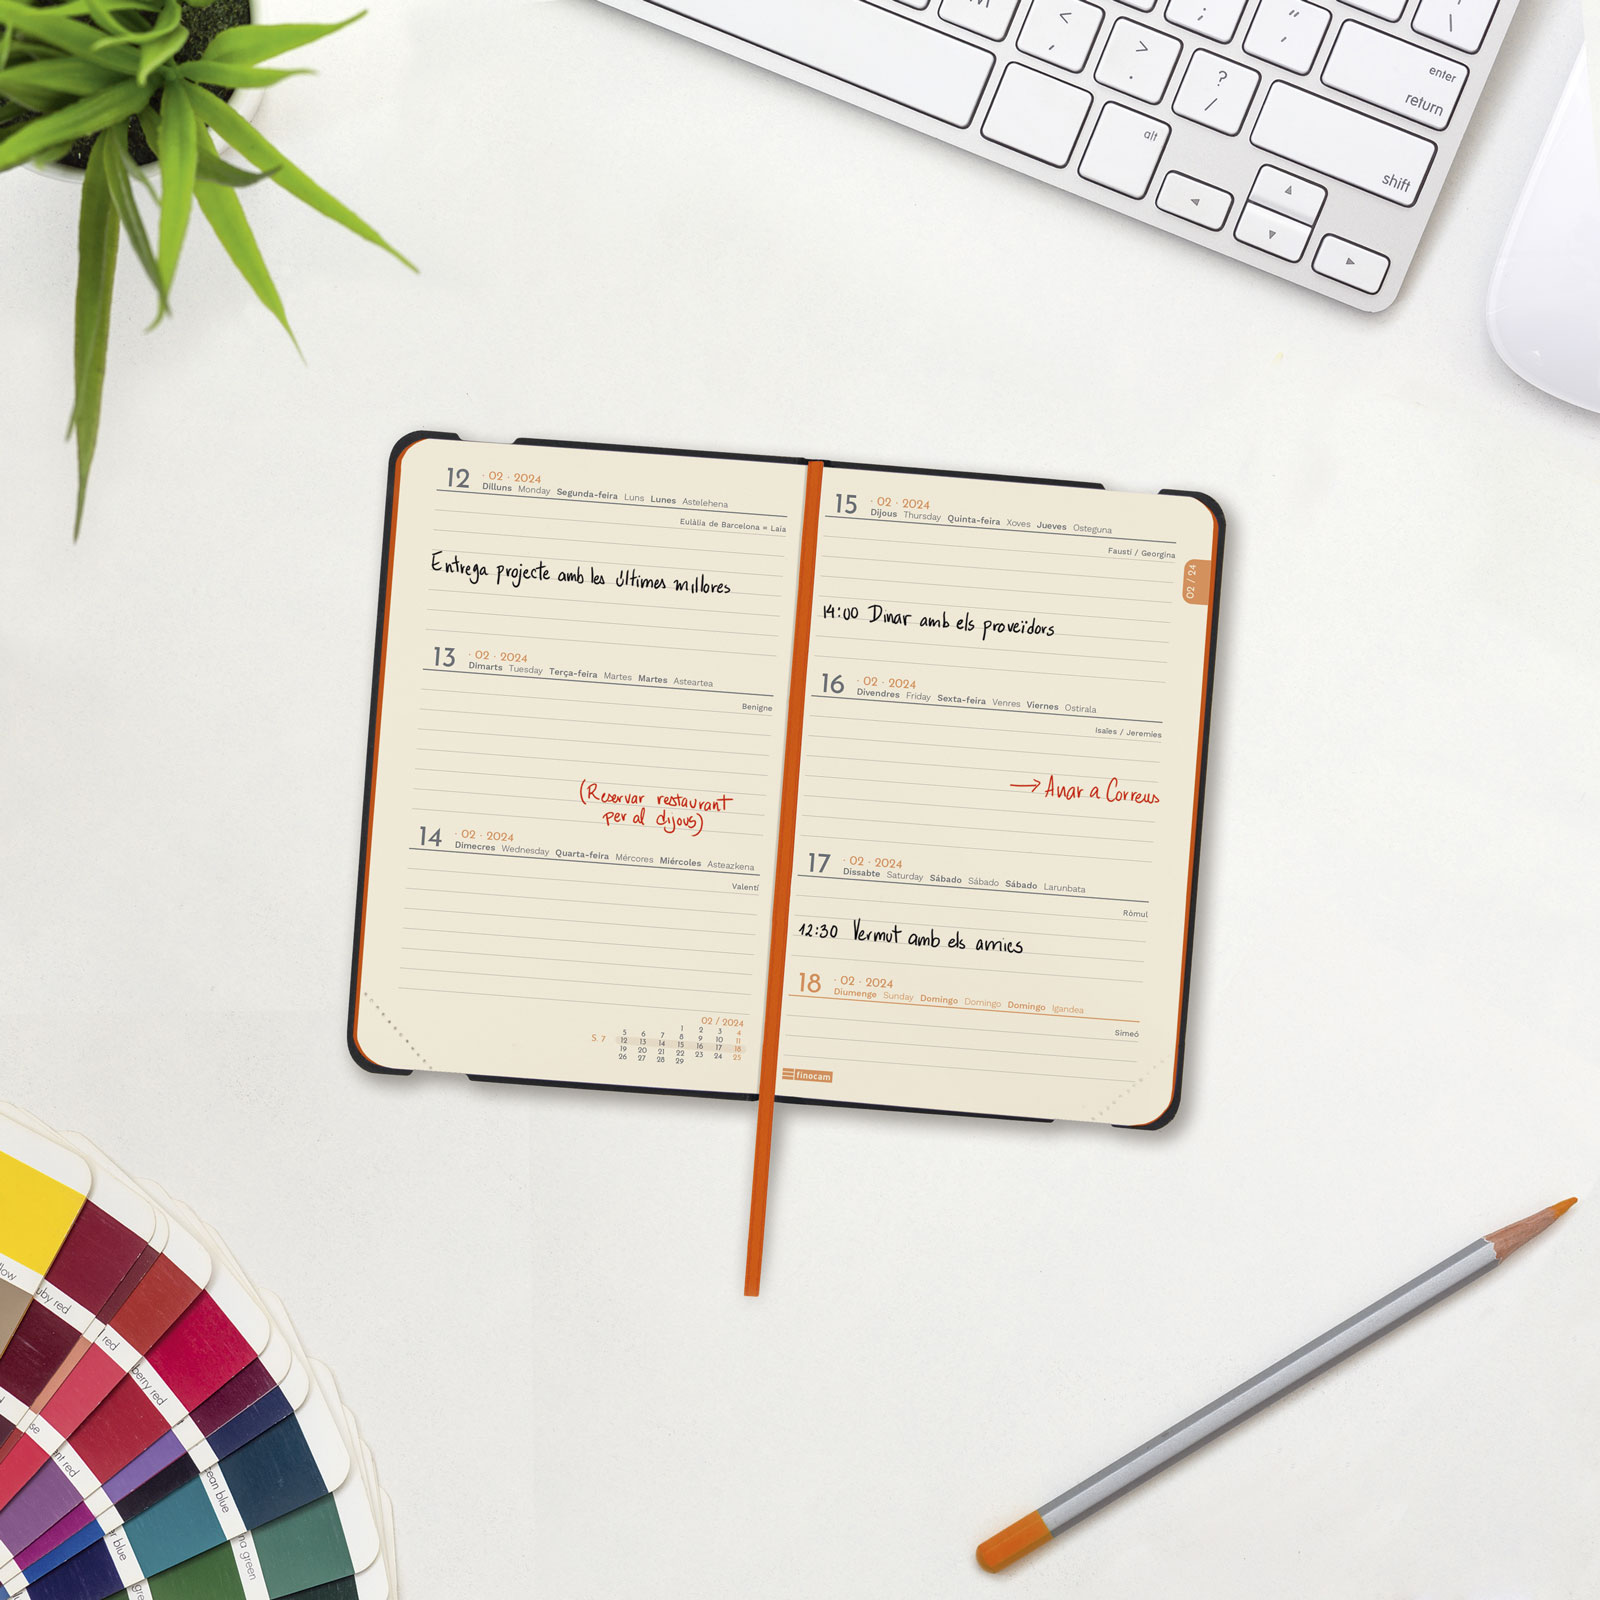 M
<
,
>
.
?
/
;
"
'
\
enter
return
alt
shift
12 · 02 · 2024
Dilluns Monday Segunda-feira Luns Lunes Astelehena
Eulàlia de Barcelona = Laia
Entrega projecte amb les últimes millores
13 · 02 · 2024
Dimarts Tuesday Terça-feira Martes Martes Asteartea
Benigne
(Reservar restaurant
per al dijous)
14 · 02 · 2024
Dimecres Wednesday Quarta-feira Mércores Miércoles Asteazkena
Valentí
02 / 2024
1 2 3 4
5 6 7 8 9 10 11
S. 7 12 13 14 15 16 17 18
19 20 21 22 23 24 25
26 27 28 29
15 · 02 · 2024
Dijous Thursday Quinta-feira Xoves Jueves Osteguna
Faustí / Georgina
02 / 24
14:00 Dinar amb els proveïdors
16 · 02 · 2024
Divendres Friday Sexta-feira Venres Viernes Ostirala
Isaïes / Jeremies
→ Anar a Correus
17 · 02 · 2024
Dissabte Saturday Sábado Sábado Sábado Larunbata
Ròmul
12:30 Vermut amb els amics
18 · 02 · 2024
Diumenge Sunday Domingo Domingo Domingo Igandea
Simeó
finocam
low
uby red
red
berry red
se
nt red
ean blue
r blue
na green
gre